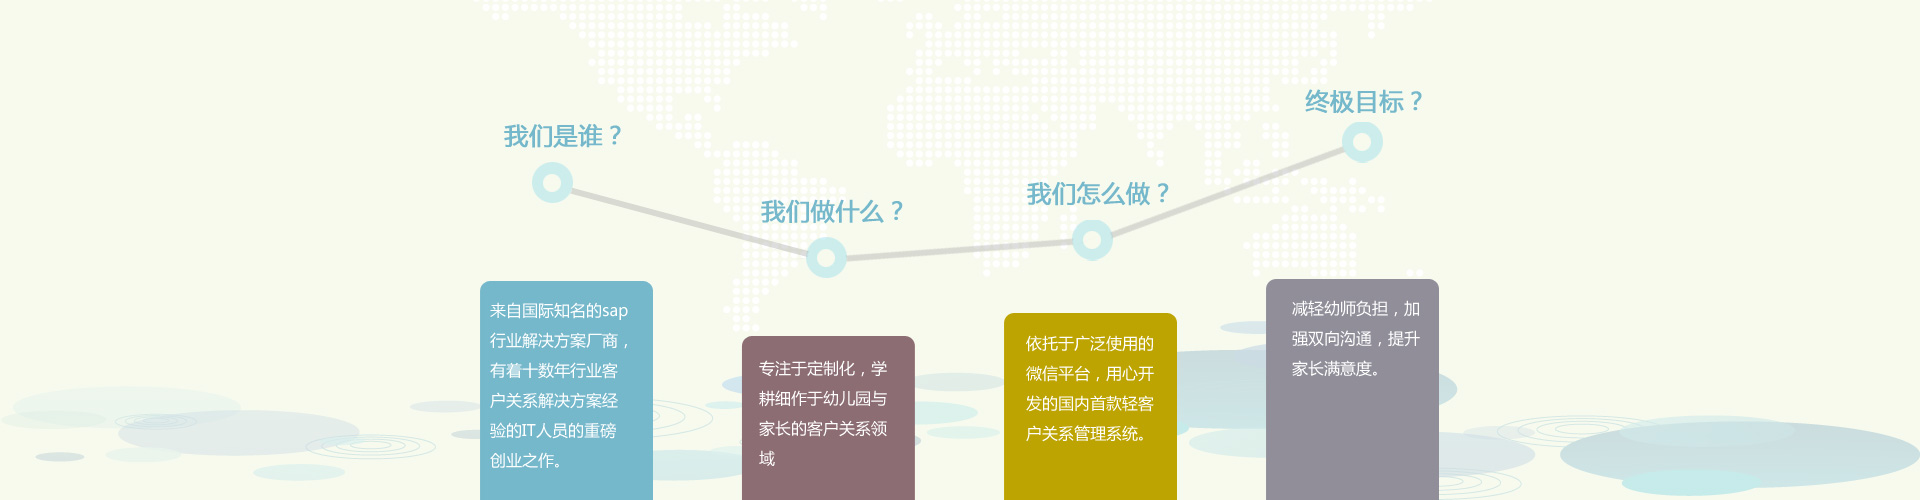 我们是谁？
我们做什么？
我们怎么做？
终极目标？
来自国际知名的sap
行业解决方案厂商，
有着十数年行业客
户关系解决方案经
验的IT人员的重磅
创业之作。
专注于定制化，学
耕细作于幼儿园与
家长的客户关系领
域
依托于广泛使用的
微信平台，用心开
发的国内首款轻客
户关系管理系统。
减轻幼师负担，加
强双向沟通，提升
家长满意度。